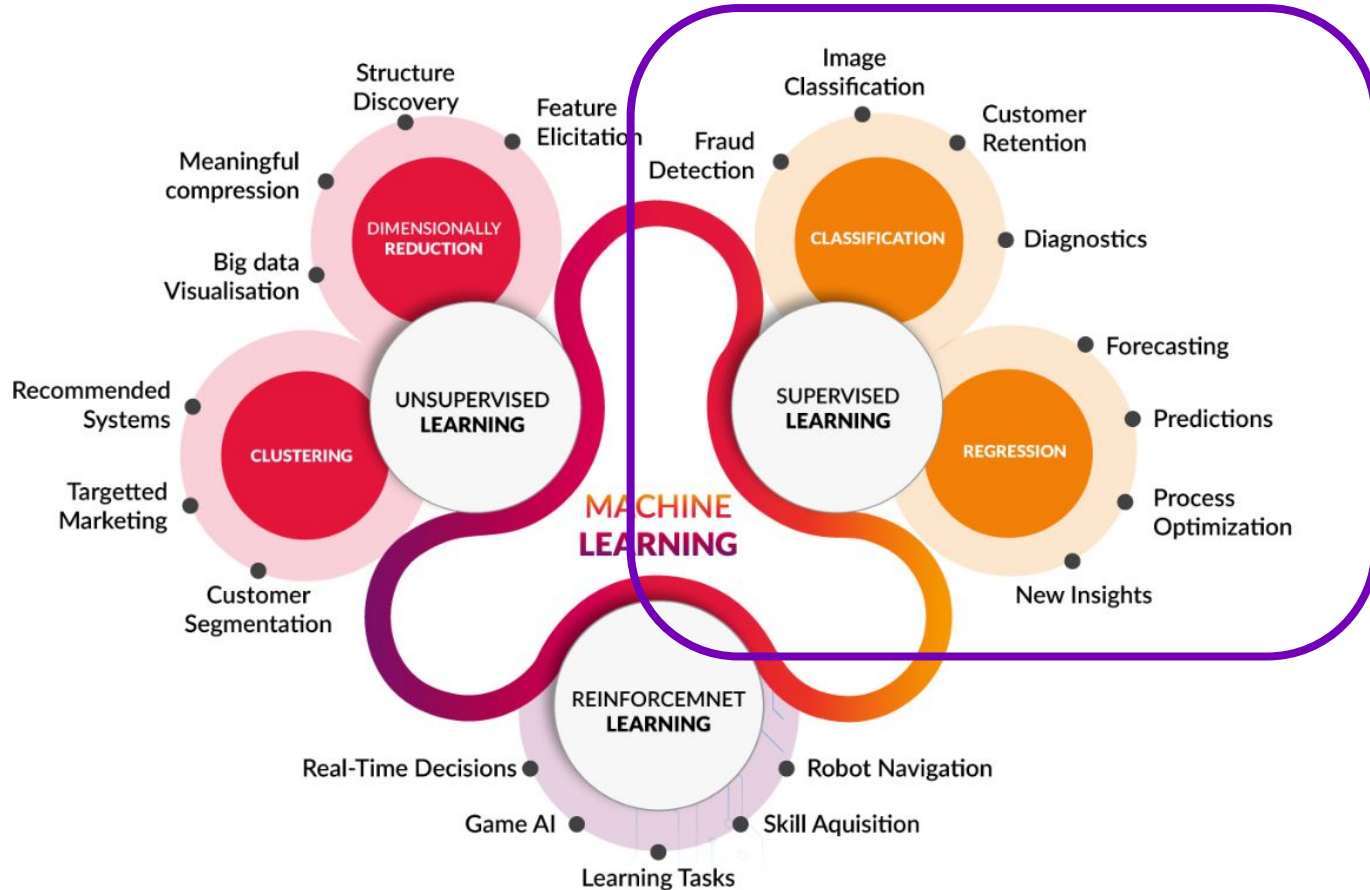 Structure
Discovery
Feature
Elicitation
Meaningful
compression
Big data
Visualisation
DIMENSIONALLY
REDUCTION
Recommended
Systems
Targetted
Marketing
Customer
Segmentation
CLUSTERING
UNSUPERVISED
LEARNING
Image
Classification
Customer
Retention
Fraud
Detection
Diagnostics
CLASSIFICATION
SUPERVISED
LEARNING
Forecasting
Predictions
Process
Optimization
New Insights
REGRESSION
MACHINE
LEARNING
REINFORCEMNET
LEARNING
Real-Time Decisions
Robot Navigation
Game AI
Skill Aquisition
Learning Tasks